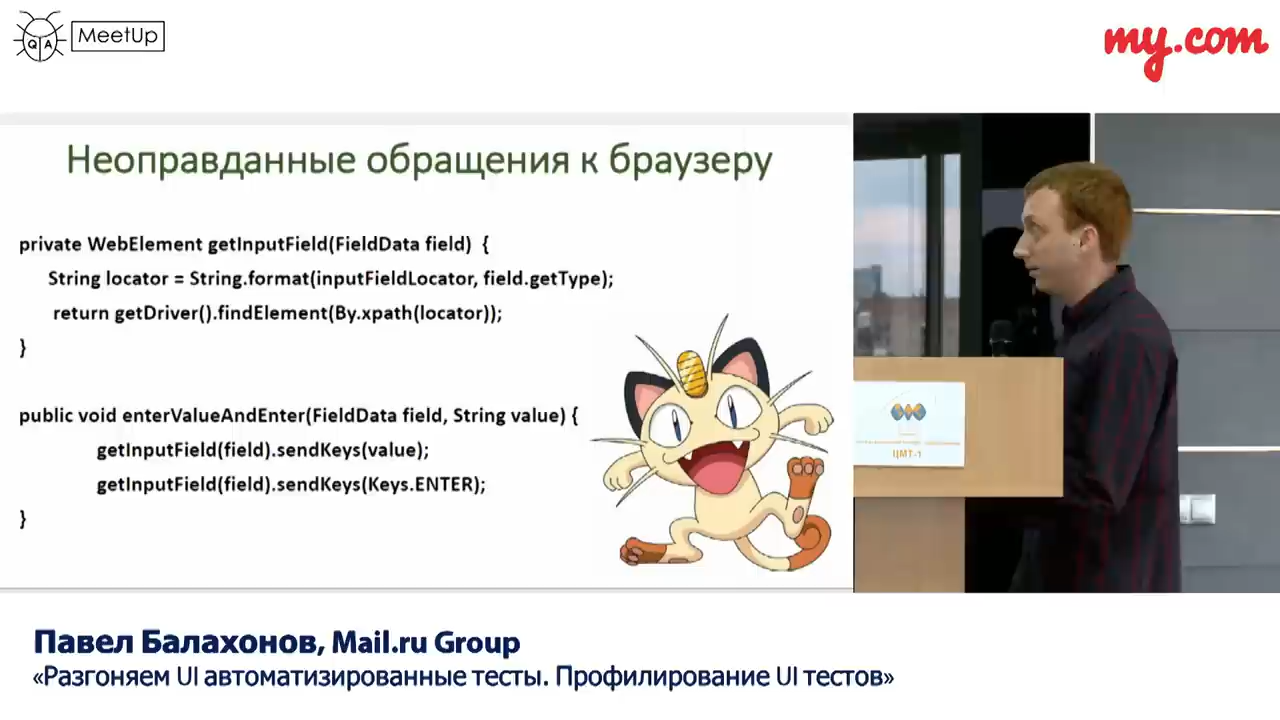 QA
MeetUp
my.com
Неоправданные обращения к браузеру
private WebElement getInputField(FieldData field) {
String locator = String.format(inputFieldLocator, field.getType);
return getDriver().findElement(By.xpath(locator));
}
public void enterValueAndEnter(FieldData field, String value) {
getInputField(field).sendKeys(value);
getInputField(field).sendKeys(Keys.ENTER);
}
ЦМТ-1
Павел Балахонов, Mail.ru Group
«Разгоняем UI автоматизированные тесты. Профилирование UI тестов»